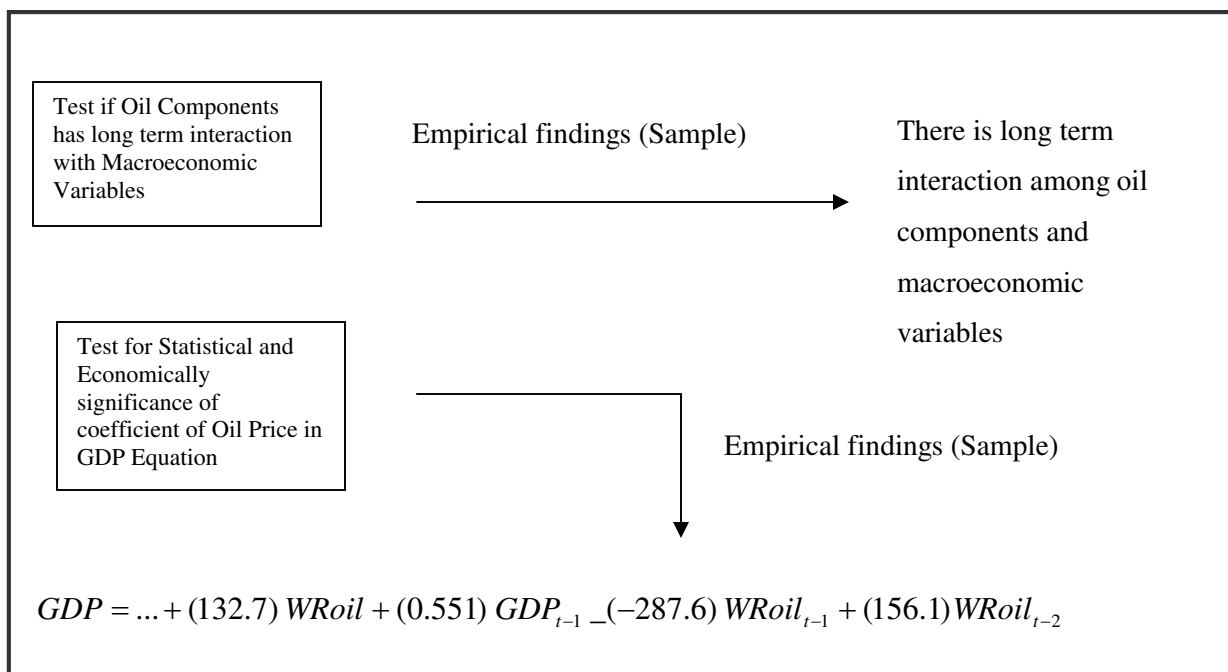 Test if Oil Components
has long term interaction
with Macroeconomic
Variables
Empirical findings (Sample)
There is long term
interaction among oil
components and
macroeconomic
variables
Test for Statistical and
Economically
significance of
coefficient of Oil Price in
GDP Equation
Empirical findings (Sample)
GDP = ... + (132.7) WRoil + (0.551) GDP_{t−1} _(−287.6) WRoil_{t−1} + (156.1) WRoil_{t−2}